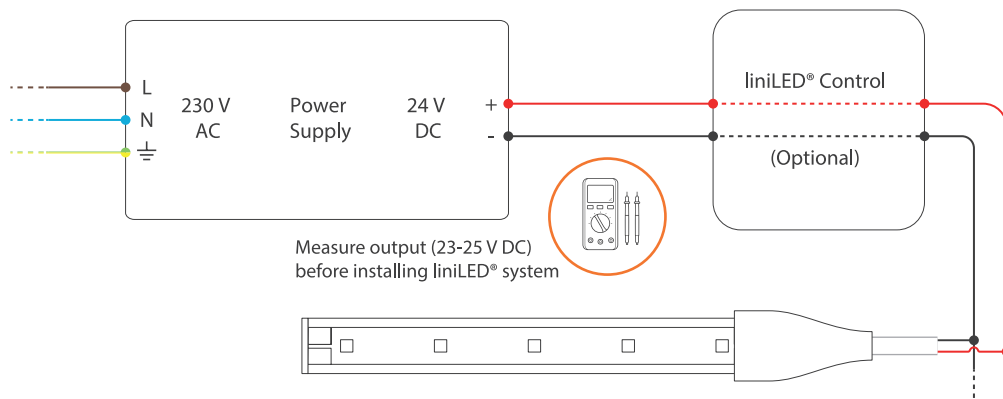 L
N
230 V
AC
Power
Supply
24 V
DC
+
-
liniLED® Control
(Optional)
Measure output (23-25 V DC)
before installing liniLED® system